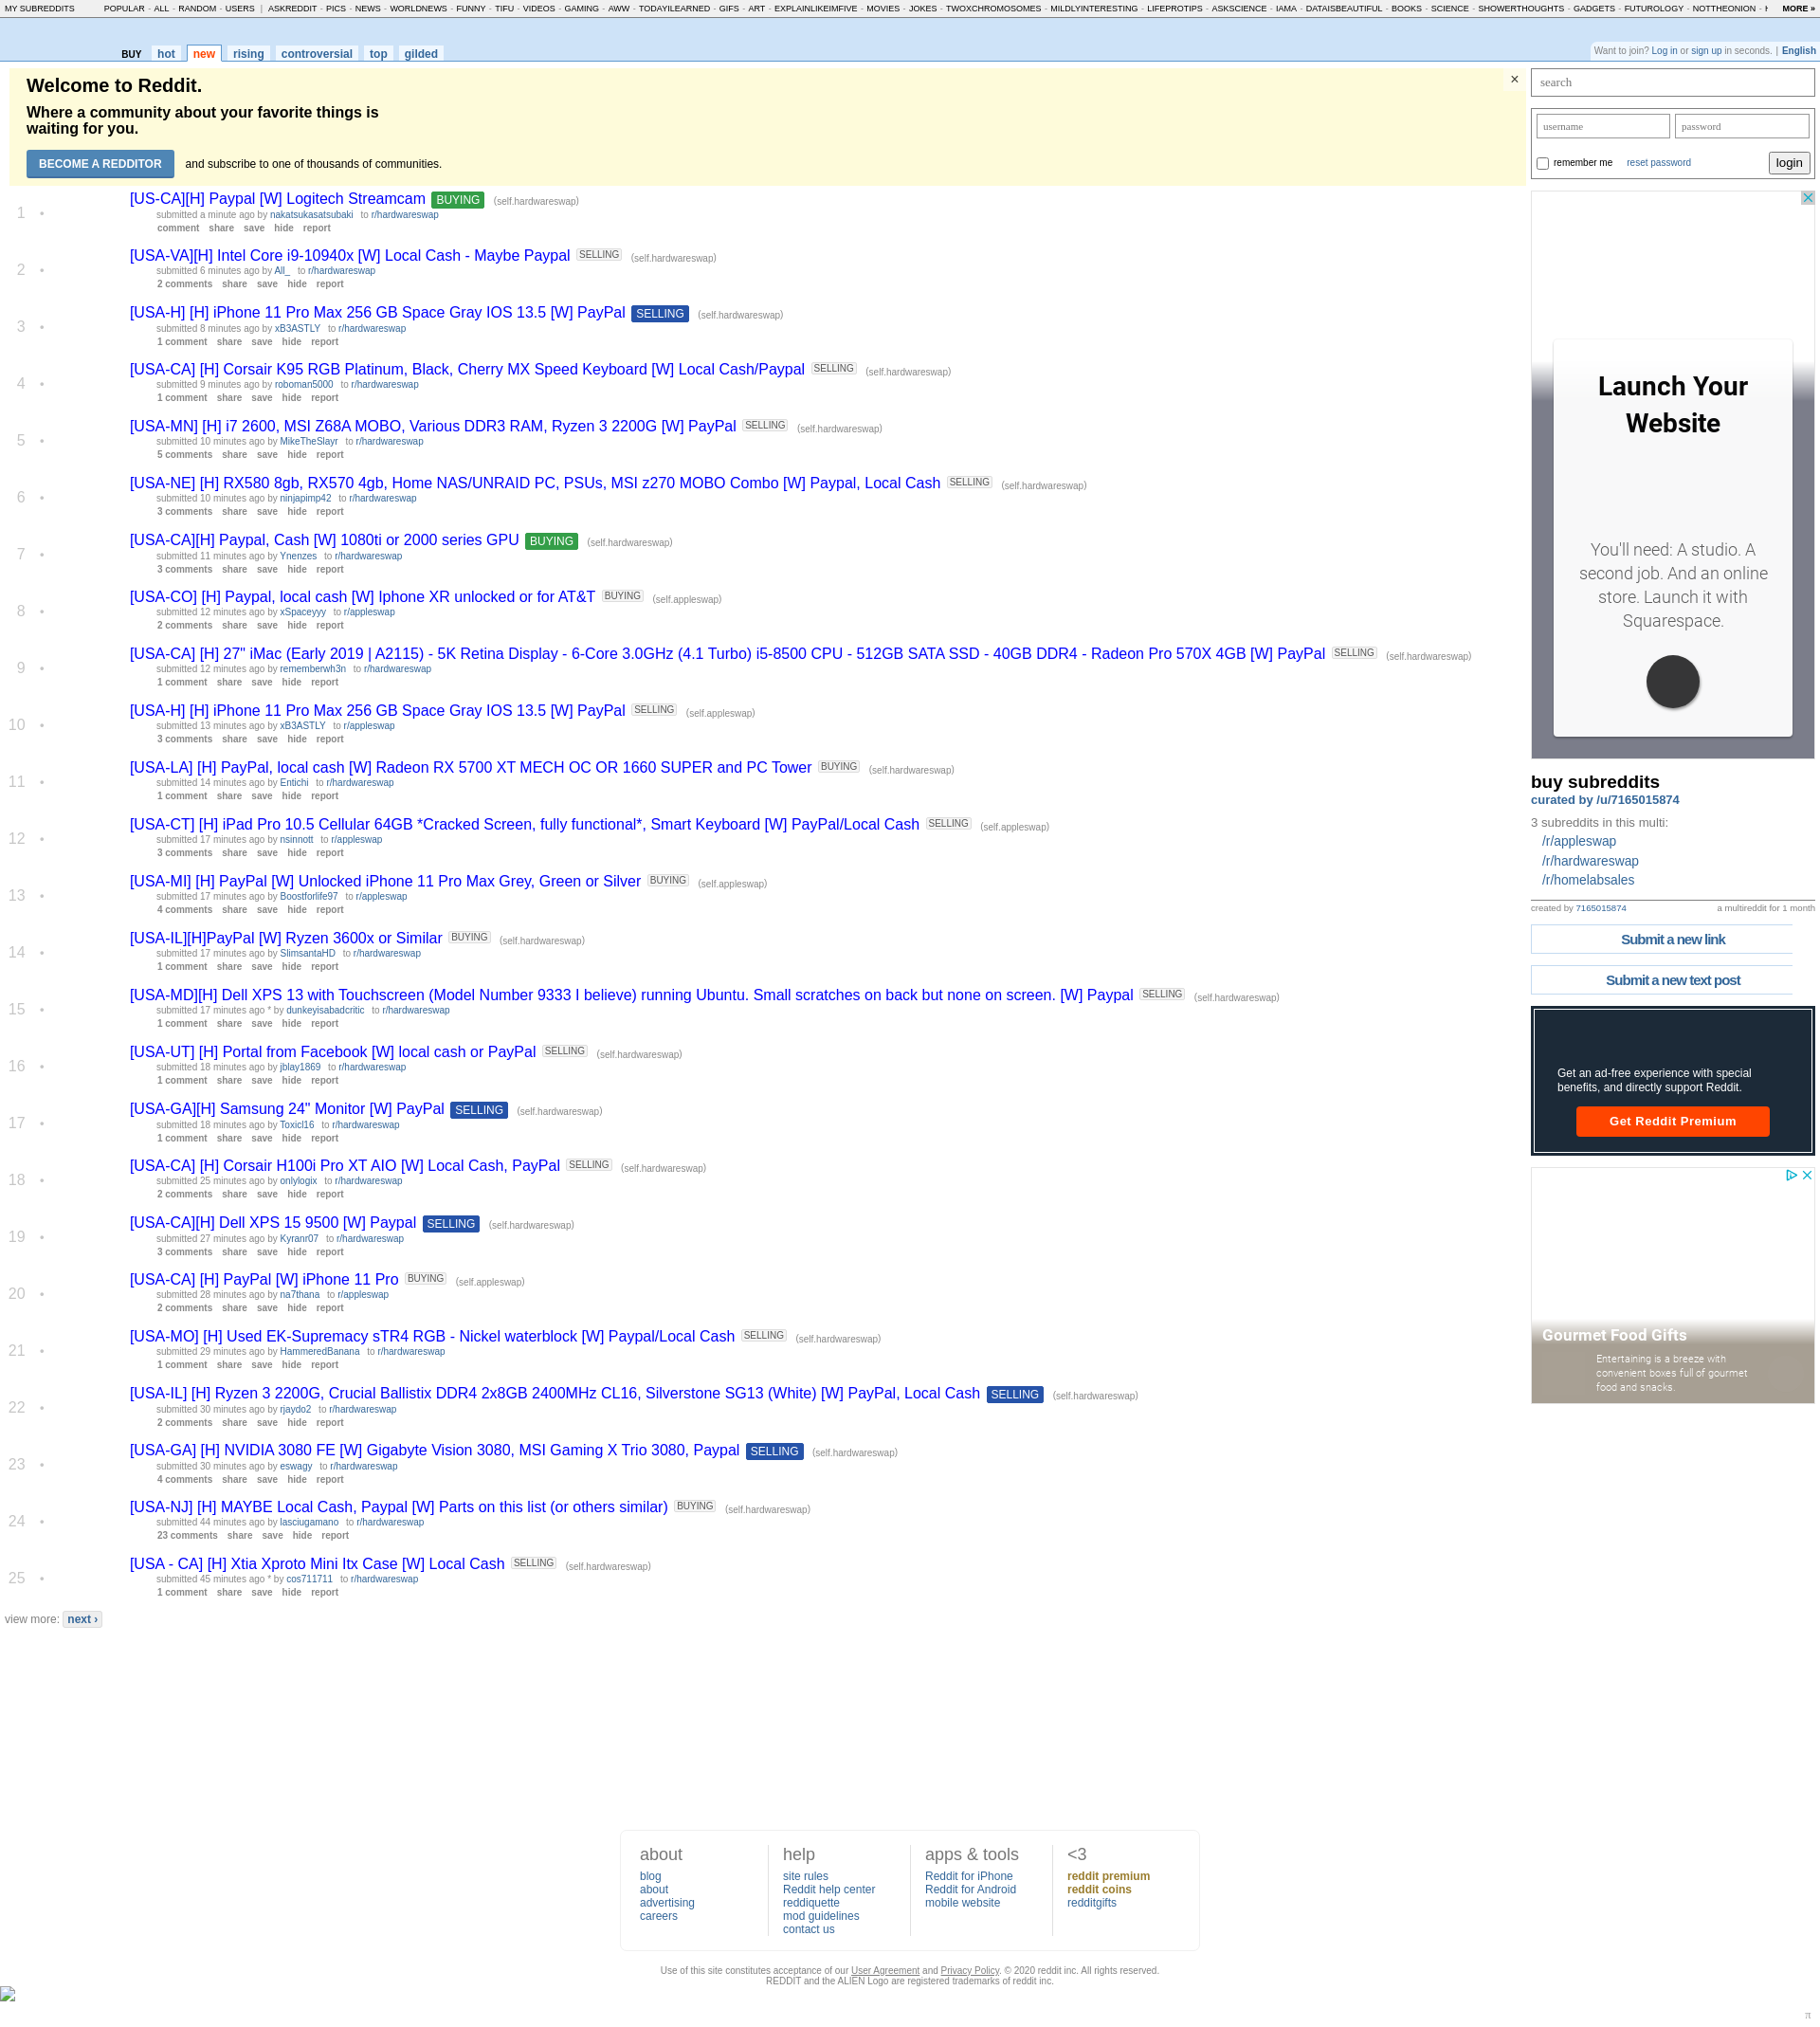 MY SUBREDDITS POPULAR - ALL - RANDOM - USERS | ASKREDDIT - PICS - NEWS - WORLDNEWS - FUNNY - TIFU - VIDEOS - GAMING - AWW - TODAYILEARNED - GIFS - ART - EXPLAINLIKEIMFIVE - MOVIES - JOKES - TWOXCHROMOSOMES - MILDLYINTERESTING - LIFEPROTIPS - ASKSCIENCE - IAMA - DATAISBEAUTIFUL - BOOKS - SCIENCE - SHOWERTHOUGHTS - GADGETS - FUTUROLOGY - NOTTHEONION - MORE »
BUY hot new rising controversial top gilded
Want to join? Log in or sign up in seconds. | English
Welcome to Reddit.
Where a community about your favorite things is
waiting for you.
BECOME A REDDITOR and subscribe to one of thousands of communities.
×
1 • [US-CA][H] Paypal [W] Logitech Streamcam BUYING (self.hardwareswap)
submitted a minute ago by nakatsukasatsubaki to r/hardwareswap
comment share save hide report
2 • [USA-VA][H] Intel Core i9-10940x [W] Local Cash - Maybe Paypal SELLING (self.hardwareswap)
submitted 6 minutes ago by All_ to r/hardwareswap
2 comments share save hide report
3 • [USA-H] [H] iPhone 11 Pro Max 256 GB Space Gray IOS 13.5 [W] PayPal SELLING (self.hardwareswap)
submitted 8 minutes ago by xB3ASTLY to r/hardwareswap
1 comment share save hide report
4 • [USA-CA] [H] Corsair K95 RGB Platinum, Black, Cherry MX Speed Keyboard [W] Local Cash/Paypal SELLING (self.hardwareswap)
submitted 9 minutes ago by roboman5000 to r/hardwareswap
1 comment share save hide report
5 • [USA-MN] [H] i7 2600, MSI Z68A MOBO, Various DDR3 RAM, Ryzen 3 2200G [W] PayPal SELLING (self.hardwareswap)
submitted 10 minutes ago by MikeTheSlayr to r/hardwareswap
5 comments share save hide report
6 • [USA-NE] [H] RX580 8gb, RX570 4gb, Home NAS/UNRAID PC, PSUs, MSI z270 MOBO Combo [W] Paypal, Local Cash SELLING (self.hardwareswap)
submitted 10 minutes ago by ninjapimp42 to r/hardwareswap
3 comments share save hide report
7 • [USA-CA][H] Paypal, Cash [W] 1080ti or 2000 series GPU BUYING (self.hardwareswap)
submitted 11 minutes ago by Ynenzes to r/hardwareswap
3 comments share save hide report
8 • [USA-CO] [H] Paypal, local cash [W] Iphone XR unlocked or for AT&T BUYING (self.appleswap)
submitted 12 minutes ago by xSpaceyyy to r/appleswap
2 comments share save hide report
9 • [USA-CA] [H] 27" iMac (Early 2019 | A2115) - 5K Retina Display - 6-Core 3.0GHz (4.1 Turbo) i5-8500 CPU - 512GB SATA SSD - 40GB DDR4 - Radeon Pro 570X 4GB [W] PayPal SELLING (self.hardwareswap)
submitted 12 minutes ago by rememberwh3n to r/hardwareswap
1 comment share save hide report
10 • [USA-H] [H] iPhone 11 Pro Max 256 GB Space Gray IOS 13.5 [W] PayPal SELLING (self.appleswap)
submitted 13 minutes ago by xB3ASTLY to r/appleswap
3 comments share save hide report
11 • [USA-LA] [H] PayPal, local cash [W] Radeon RX 5700 XT MECH OC OR 1660 SUPER and PC Tower BUYING (self.hardwareswap)
submitted 14 minutes ago by Entichi to r/hardwareswap
1 comment share save hide report
12 • [USA-CT] [H] iPad Pro 10.5 Cellular 64GB *Cracked Screen, fully functional*, Smart Keyboard [W] PayPal/Local Cash SELLING (self.appleswap)
submitted 17 minutes ago by nsinnott to r/appleswap
3 comments share save hide report
13 • [USA-MI] [H] PayPal [W] Unlocked iPhone 11 Pro Max Grey, Green or Silver BUYING (self.appleswap)
submitted 17 minutes ago by Boostforlife97 to r/appleswap
4 comments share save hide report
14 • [USA-IL][H]PayPal [W] Ryzen 3600x or Similar BUYING (self.hardwareswap)
submitted 17 minutes ago by SlimsantaHD to r/hardwareswap
1 comment share save hide report
15 • [USA-MD][H] Dell XPS 13 with Touchscreen (Model Number 9333 I believe) running Ubuntu. Small scratches on back but none on screen. [W] Paypal SELLING (self.hardwareswap)
submitted 17 minutes ago * by dunkeyisabadcritic to r/hardwareswap
1 comment share save hide report
16 • [USA-UT] [H] Portal from Facebook [W] local cash or PayPal SELLING (self.hardwareswap)
submitted 18 minutes ago by jblay1869 to r/hardwareswap
1 comment share save hide report
17 • [USA-GA][H] Samsung 24" Monitor [W] PayPal SELLING (self.hardwareswap)
submitted 18 minutes ago by Toxicl16 to r/hardwareswap
1 comment share save hide report
18 • [USA-CA] [H] Corsair H100i Pro XT AIO [W] Local Cash, PayPal SELLING (self.hardwareswap)
submitted 25 minutes ago by onlylogix to r/hardwareswap
2 comments share save hide report
19 • [USA-CA][H] Dell XPS 15 9500 [W] Paypal SELLING (self.hardwareswap)
submitted 27 minutes ago by Kyranr07 to r/hardwareswap
3 comments share save hide report
20 • [USA-CA] [H] PayPal [W] iPhone 11 Pro BUYING (self.appleswap)
submitted 28 minutes ago by na7thana to r/appleswap
2 comments share save hide report
21 • [USA-MO] [H] Used EK-Supremacy sTR4 RGB - Nickel waterblock [W] Paypal/Local Cash SELLING (self.hardwareswap)
submitted 29 minutes ago by HammeredBanana to r/hardwareswap
1 comment share save hide report
22 • [USA-IL] [H] Ryzen 3 2200G, Crucial Ballistix DDR4 2x8GB 2400MHz CL16, Silverstone SG13 (White) [W] PayPal, Local Cash SELLING (self.hardwareswap)
submitted 30 minutes ago by rjaydo2 to r/hardwareswap
2 comments share save hide report
23 • [USA-GA] [H] NVIDIA 3080 FE [W] Gigabyte Vision 3080, MSI Gaming X Trio 3080, Paypal SELLING (self.hardwareswap)
submitted 30 minutes ago by eswagy to r/hardwareswap
4 comments share save hide report
24 • [USA-NJ] [H] MAYBE Local Cash, Paypal [W] Parts on this list (or others similar) BUYING (self.hardwareswap)
submitted 44 minutes ago by lasciugamano to r/hardwareswap
23 comments share save hide report
25 • [USA - CA] [H] Xtia Xproto Mini Itx Case [W] Local Cash SELLING (self.hardwareswap)
submitted 45 minutes ago * by cos711711 to r/hardwareswap
1 comment share save hide report
view more: next ›
search
username password
remember me reset password login
Launch Your
Website
You'll need: A studio. A
second job. And an online
store. Launch it with
Squarespace.
buy subreddits
curated by /u/7165015874
3 subreddits in this multi:
/r/appleswap
/r/hardwareswap
/r/homelabsales
created by 7165015874 a multireddit for 1 month
Submit a new link
Submit a new text post
Get an ad-free experience with special
benefits, and directly support Reddit.
Get Reddit Premium
Gourmet Food Gifts
Entertaining is a breeze with
convenient boxes full of gourmet
food and snacks.
about
blog
about
advertising
careers
help
site rules
Reddit help center
reddiquette
mod guidelines
contact us
apps & tools
Reddit for iPhone
Reddit for Android
mobile website
<3
reddit premium
reddit coins
redditgifts
Use of this site constitutes acceptance of our User Agreement and Privacy Policy. © 2020 reddit inc. All rights reserved.
REDDIT and the ALIEN Logo are registered trademarks of reddit inc.
π